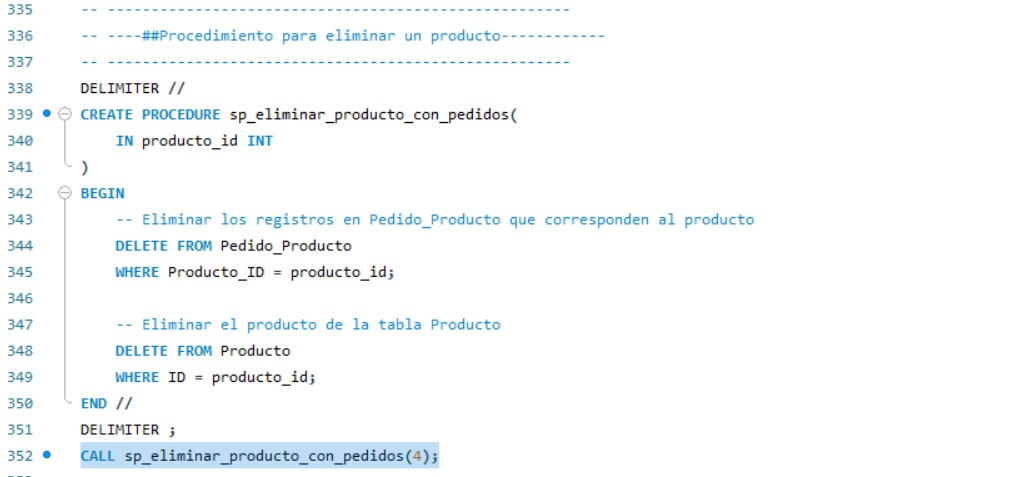 335 -- -----------------------------------------------------
336 -- ----##Procedimiento para eliminar un producto------------
337 -- -----------------------------------------------------
338 DELIMITER //
339 CREATE PROCEDURE sp_eliminar_producto_con_pedidos(
340 IN producto_id INT
341 )
342 BEGIN
343 -- Eliminar los registros en Pedido_Producto que corresponden al producto
344 DELETE FROM Pedido_Producto
345 WHERE Producto_ID = producto_id;
346
347 -- Eliminar el producto de la tabla Producto
348 DELETE FROM Producto
349 WHERE ID = producto_id;
350 END //
351 DELIMITER ;
352 CALL sp_eliminar_producto_con_pedidos(4);